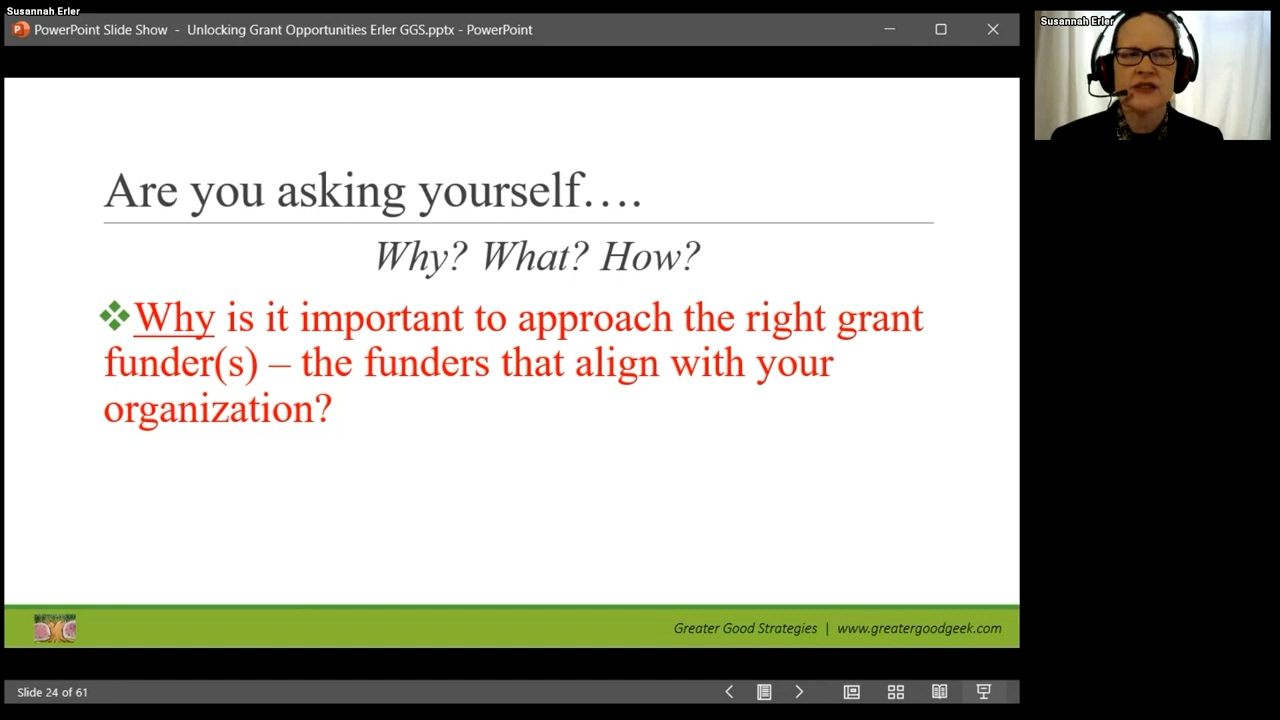 Susannah Erler
PowerPoint Slide Show - Unlocking Grant Opportunities Erler GGS.pptx - PowerPoint
Susannah Erler
Are you asking yourself….
Why? What? How?
Why is it important to approach the right grant
funder(s) – the funders that align with your
organization?
Greater Good Strategies | www.greatergoodgeek.com
Slide 24 of 61